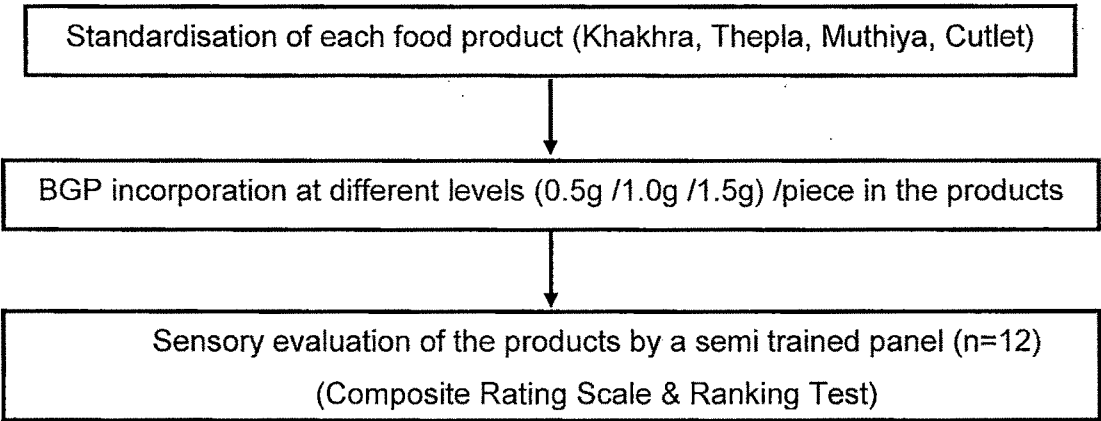 Standardisation of each food product (Khakhra, Thepla, Muthiya, Cutlet)
BGP incorporation at different levels (0.5g /1.0g /1.5g) /piece in the products
Sensory evaluation of the products by a semi trained panel (n=12)
(Composite Rating Scale & Ranking Test)